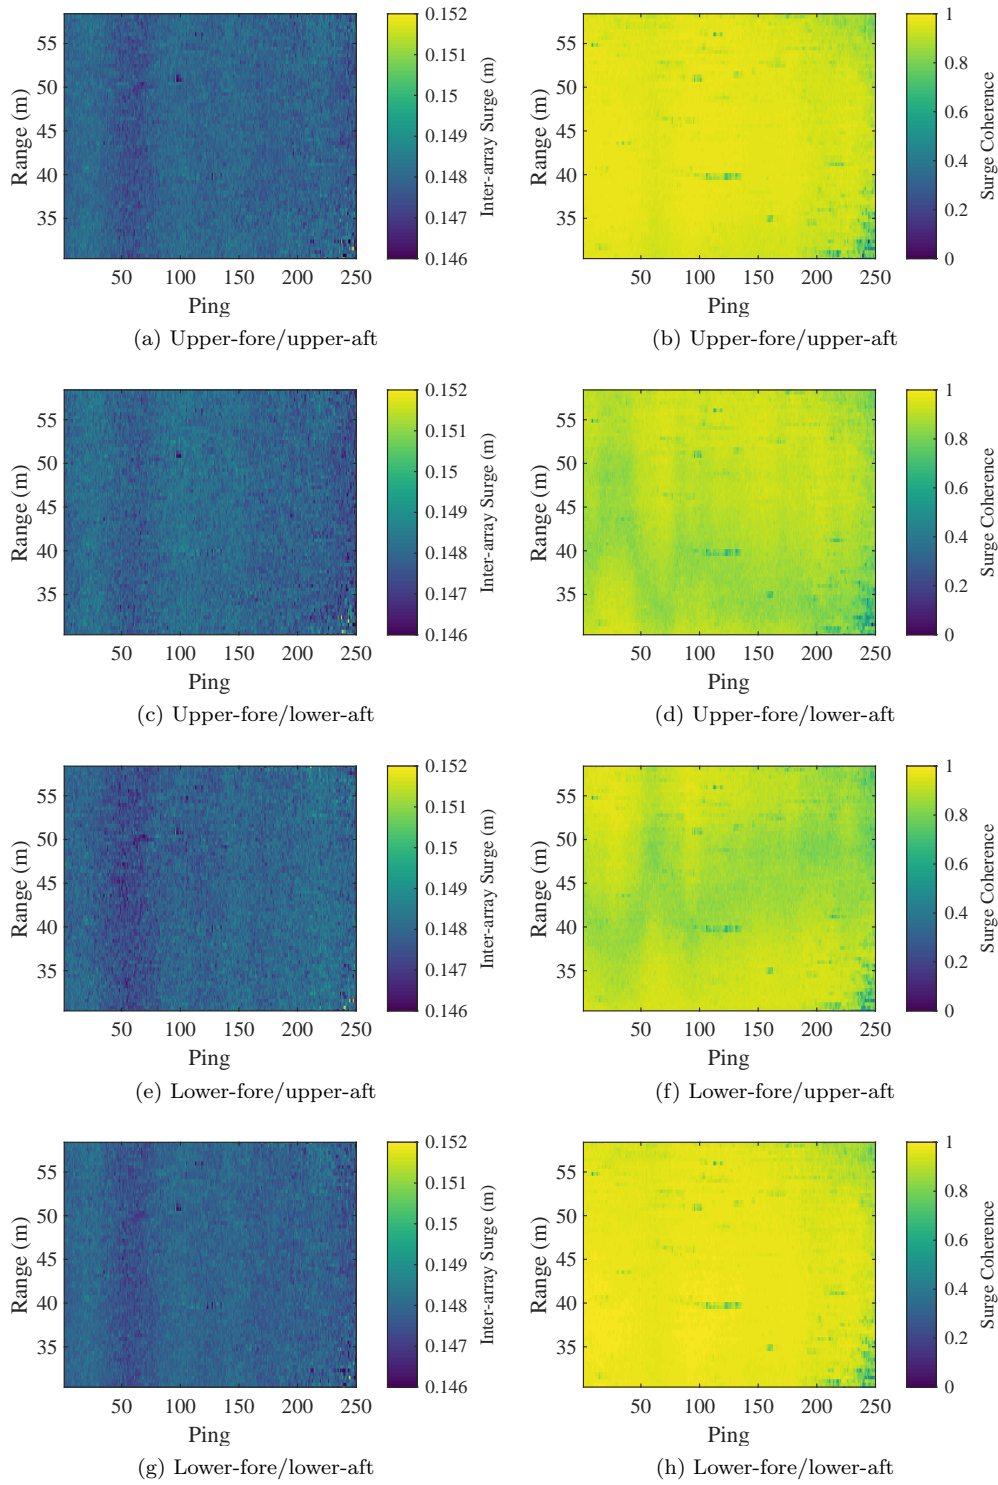 55
50
45
40
35
Range (m)
50 100 150 200 250
Ping
0.152
0.151
0.15
0.149
0.148
0.147
0.146
Inter-array Surge (m)
(a) Upper-fore/upper-aft
55
50
45
40
35
Range (m)
50 100 150 200 250
Ping
1
0.8
0.6
0.4
0.2
0
Surge Coherence
(b) Upper-fore/upper-aft
55
50
45
40
35
Range (m)
50 100 150 200 250
Ping
0.152
0.151
0.15
0.149
0.148
0.147
0.146
Inter-array Surge (m)
(c) Upper-fore/lower-aft
55
50
45
40
35
Range (m)
50 100 150 200 250
Ping
1
0.8
0.6
0.4
0.2
0
Surge Coherence
(d) Upper-fore/lower-aft
55
50
45
40
35
Range (m)
50 100 150 200 250
Ping
0.152
0.151
0.15
0.149
0.148
0.147
0.146
Inter-array Surge (m)
(e) Lower-fore/upper-aft
55
50
45
40
35
Range (m)
50 100 150 200 250
Ping
1
0.8
0.6
0.4
0.2
0
Surge Coherence
(f) Lower-fore/upper-aft
55
50
45
40
35
Range (m)
50 100 150 200 250
Ping
0.152
0.151
0.15
0.149
0.148
0.147
0.146
Inter-array Surge (m)
(g) Lower-fore/lower-aft
55
50
45
40
35
Range (m)
50 100 150 200 250
Ping
1
0.8
0.6
0.4
0.2
0
Surge Coherence
(h) Lower-fore/lower-aft